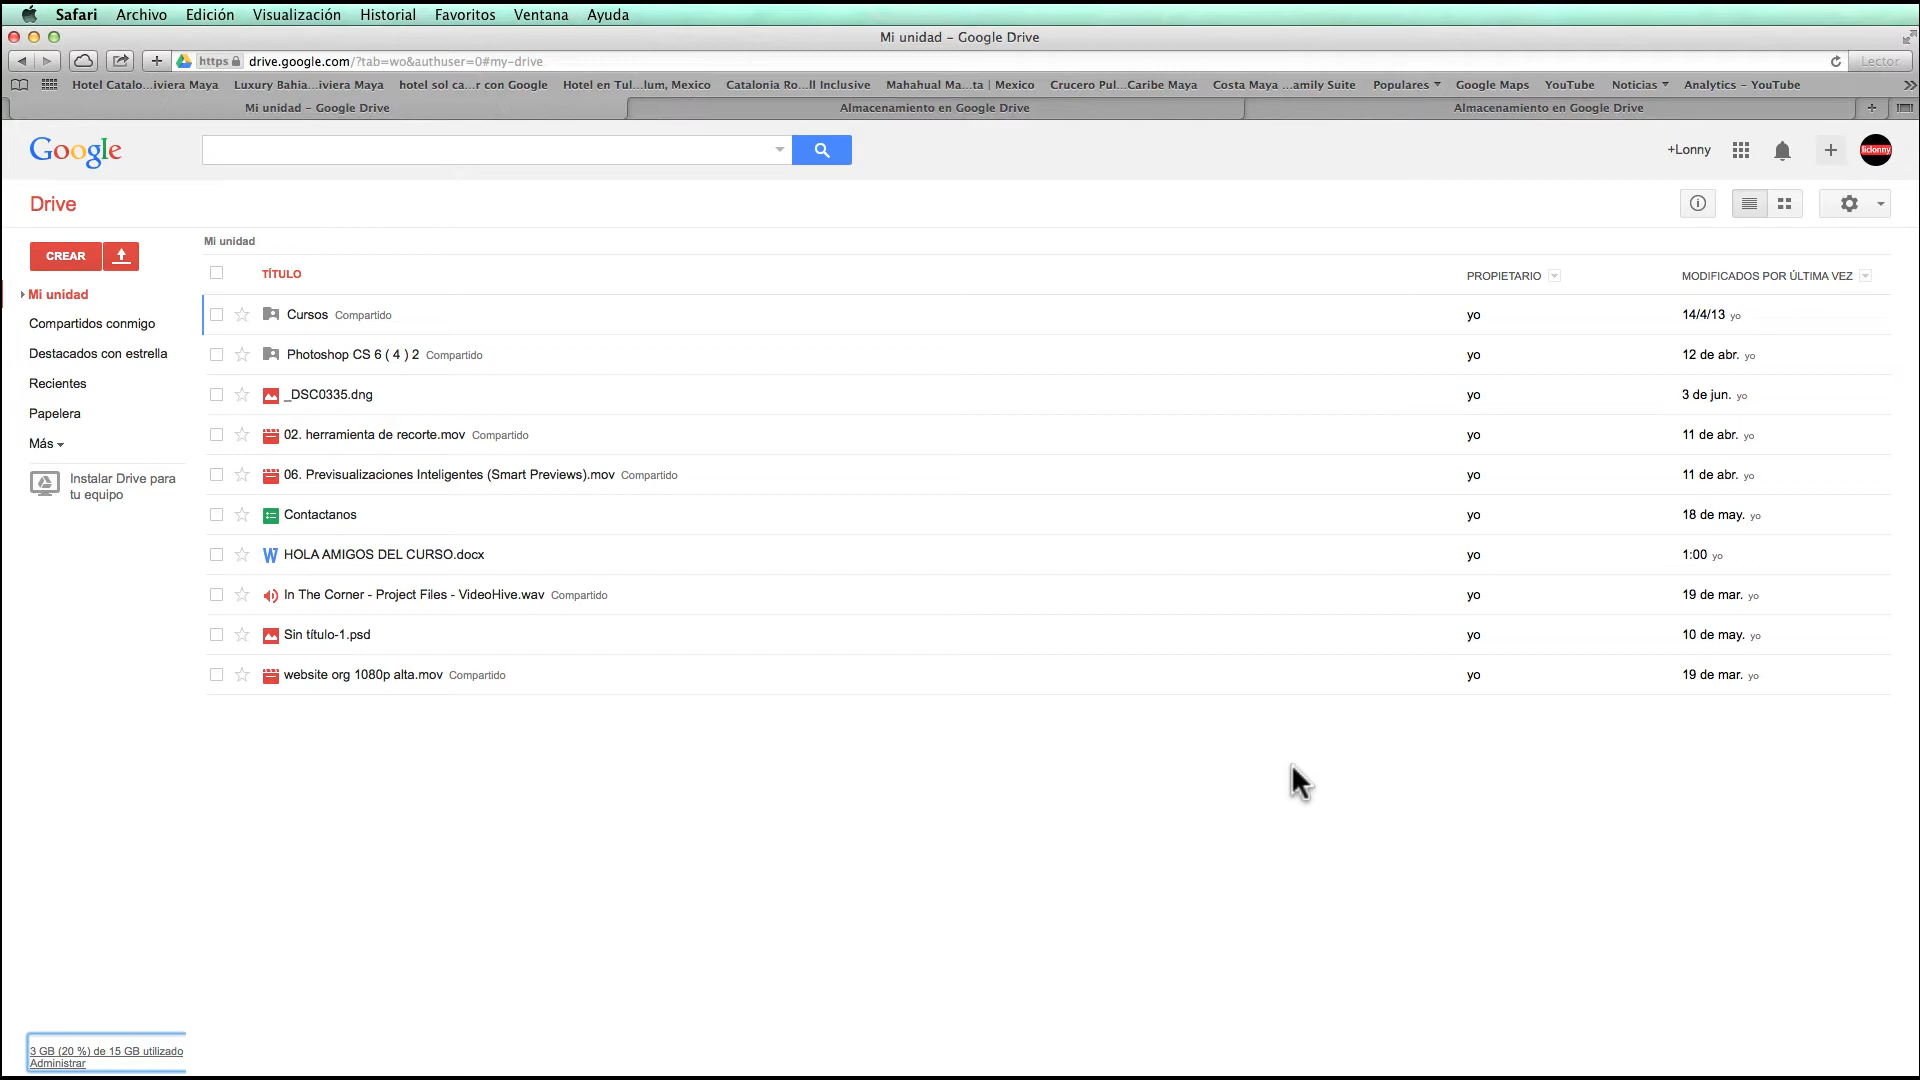 Safari Archivo Edición Visualización Historial Favoritos Ventana Ayuda
Mi unidad – Google Drive
https drive.google.com/?tab=wo&authuser=0#my-drive Lector
Hotel Catalo...iviera Maya Luxury Bahia...iviera Maya hotel sol ca...r con Google Hotel en Tul...lum, Mexico Catalonia Ro...ll Inclusive Mahahual Ma...ta | Mexico Crucero Pul...Caribe Maya Costa Maya ...amily Suite Populares Google Maps YouTube Noticias Analytics – YouTube
Mi unidad – Google Drive Almacenamiento en Google Drive Almacenamiento en Google Drive
Google +Lonny liclonny
Drive
Mi unidad
CREAR
TÍTULO PROPIETARIO MODIFICADOS POR ÚLTIMA VEZ
Mi unidad
Compartidos conmigo
Destacados con estrella
Recientes
Papelera
Más
Instalar Drive para
tu equipo
Cursos Compartido yo 14/4/13 yo
Photoshop CS 6 ( 4 ) 2 Compartido yo 12 de abr. yo
_DSC0335.dng yo 3 de jun. yo
02. herramienta de recorte.mov Compartido yo 11 de abr. yo
06. Previsualizaciones Inteligentes (Smart Previews).mov Compartido yo 11 de abr. yo
Contactanos yo 18 de may. yo
W HOLA AMIGOS DEL CURSO.docx yo 1:00 yo
In The Corner - Project Files - VideoHive.wav Compartido yo 19 de mar. yo
Sin título-1.psd yo 10 de may. yo
website org 1080p alta.mov Compartido yo 19 de mar. yo
3 GB (20 %) de 15 GB utilizado
Administrar